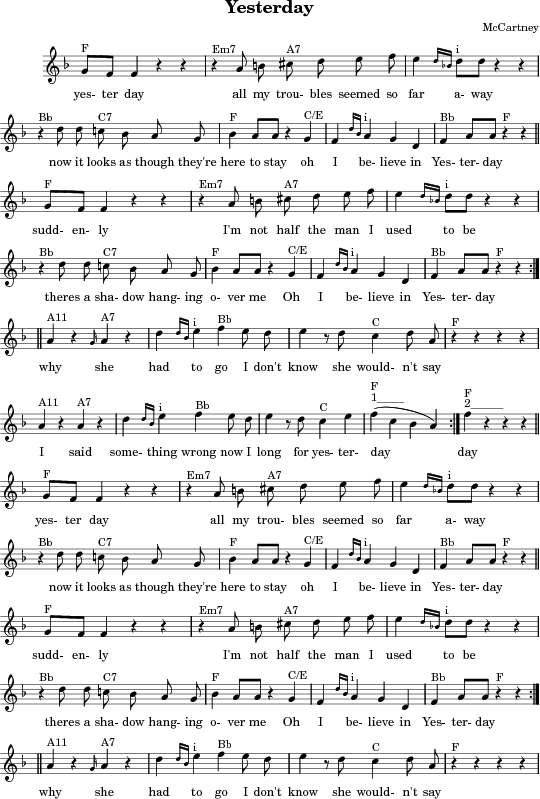 Yesterday
McCartney
F Em7 A7 i
yes- ter day all my trou- bles seemed so far a- way
Bb C7 F C/E i Bb F
now it looks as though they're here to stay oh I be- lieve in Yes- ter- day
F Em7 A7 i
sudd- en- ly I'm not half the man I used to be
Bb C7 F C/E i Bb F
theres a sha- dow hang- ing o- ver me Oh I be- lieve in Yes- ter- day
A11 A7 i Bb C F
why she had to go I don't know she would- n't say
A11 A7 i Bb C F 1____ F 2____
I said some- thing wrong now I long for yes- ter- day day
F Em7 A7 i
yes- ter day all my trou- bles seemed so far a- way
Bb C7 F C/E i Bb F
now it looks as though they're here to stay oh I be- lieve in Yes- ter- day
F Em7 A7 i
sudd- en- ly I'm not half the man I used to be
Bb C7 F C/E i Bb F
theres a sha- dow hang- ing o- ver me Oh I be- lieve in Yes- ter- day
A11 A7 i Bb C F
why she had to go I don't know she would- n't say